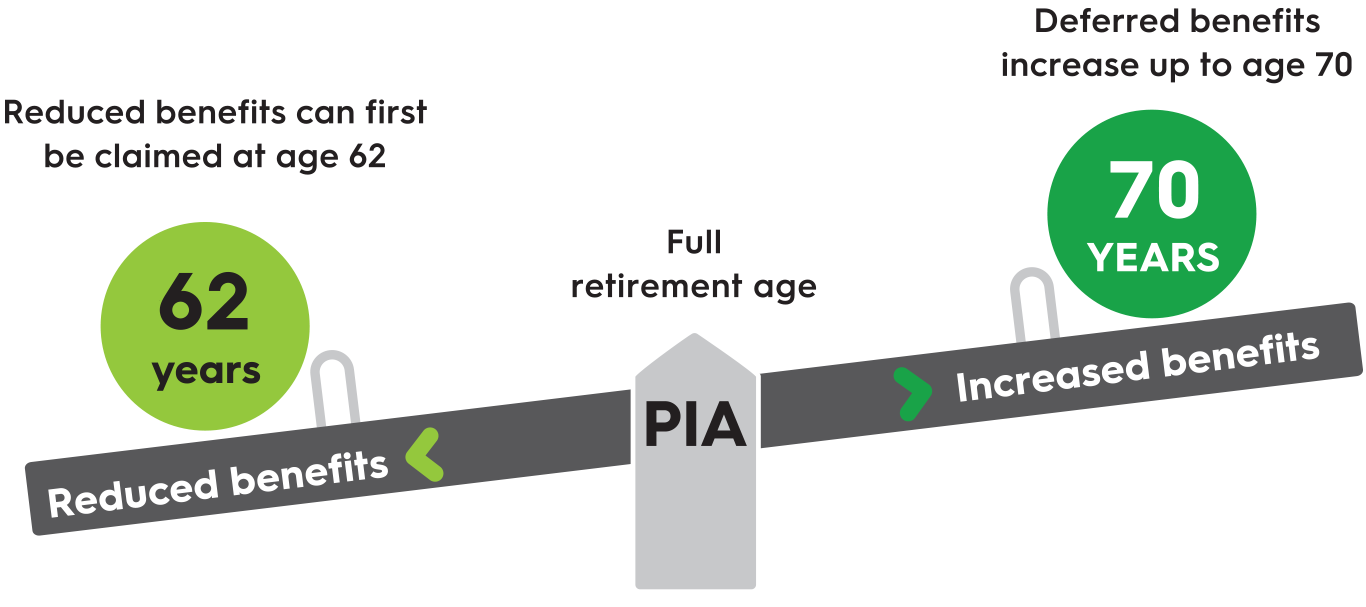 Deferred benefits
increase up to age 70
Reduced benefits can first
be claimed at age 62
70
YEARS
Full
retirement age
62
years
Increased benefits
PIA
Reduced benefits